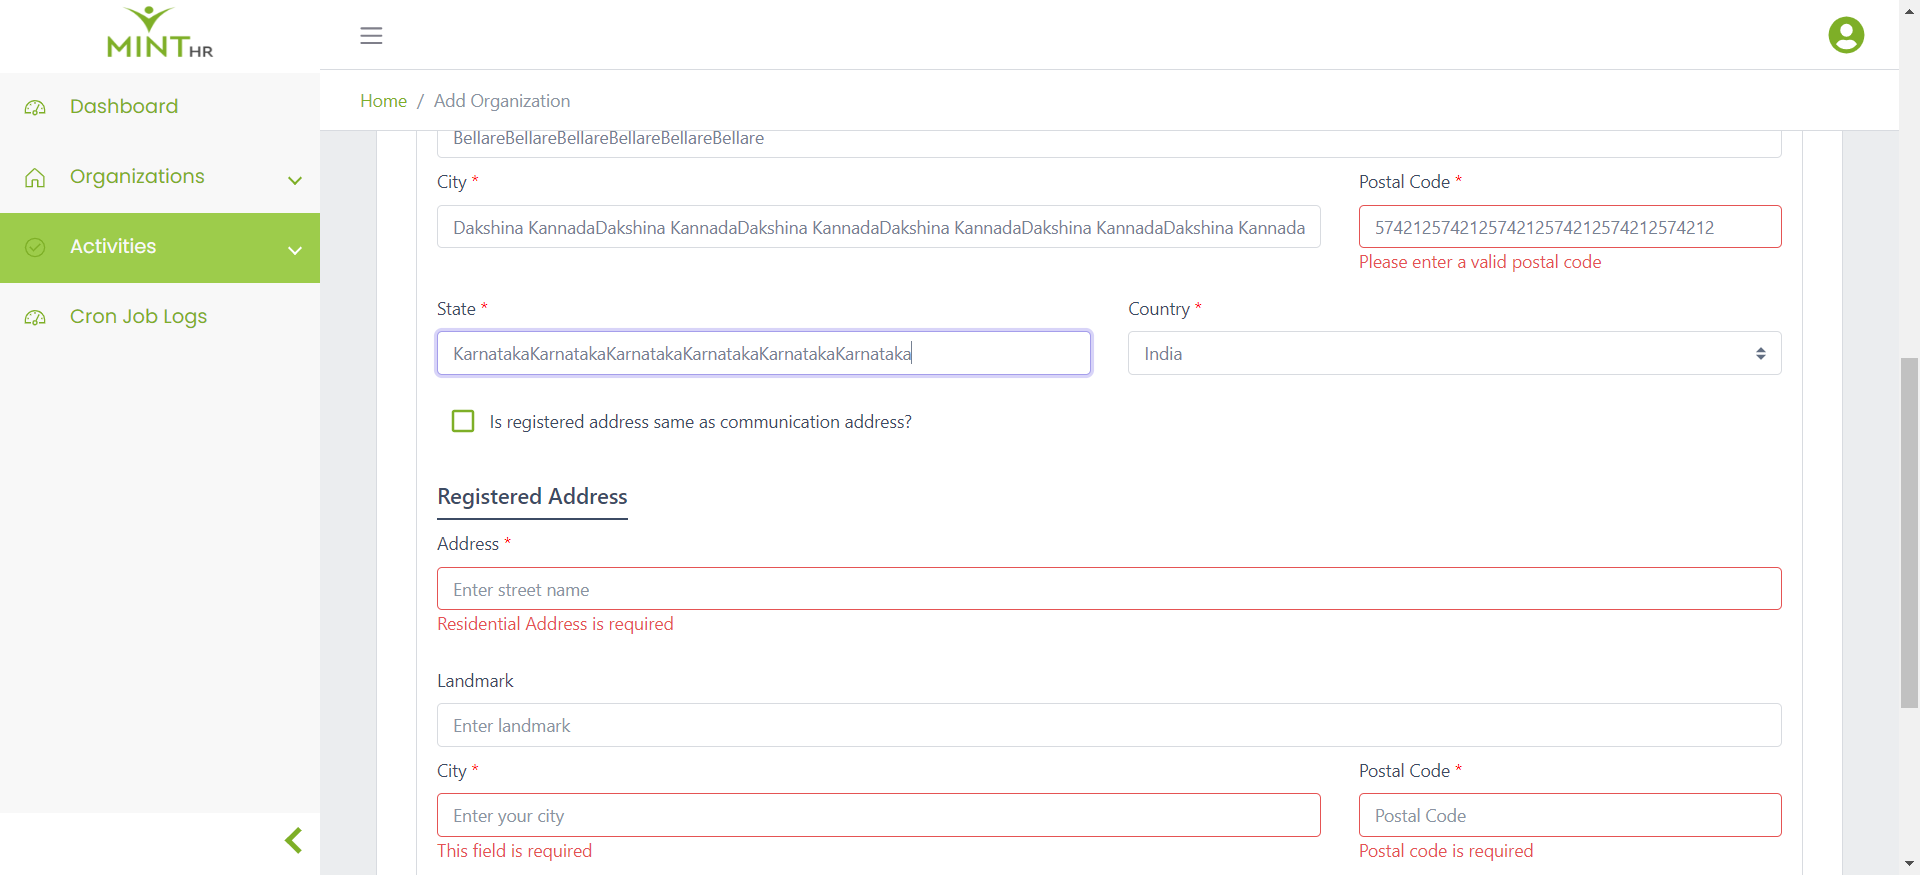 MINT HR
Dashboard
Organizations
Activities
Cron Job Logs
Home / Add Organization
BellareBellareBellareBellareBellareBellare
City *
Postal Code *
Dakshina KannadaDakshina KannadaDakshina KannadaDakshina KannadaDakshina KannadaDakshina Kannada
574212574212574212574212574212574212
Please enter a valid postal code
State *
Country *
KarnatakaKarnatakaKarnatakaKarnatakaKarnatakaKarnataka
India
Is registered address same as communication address?
Registered Address
Address *
Enter street name
Residential Address is required
Landmark
Enter landmark
City *
Postal Code *
Enter your city
Postal Code
This field is required
Postal code is required